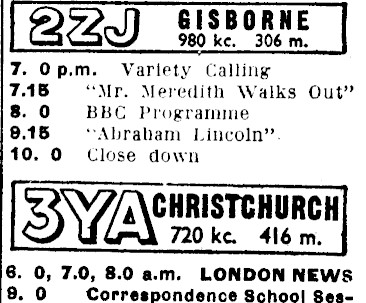 2ZJ GISBORNE
980 kc. 306 m.
7. 0 p.m. Variety Calling
7.15 "Mr. Meredith Walks Out"
8. 0 BBC Programme
9.15 "Abraham Lincoln"
10. 0 Close down
3YA CHRISTCHURCH
720 kc. 416 m.
6. 0, 7.0, 8.0 a.m. LONDON NEWS
9. 0 Correspondence School Ses-